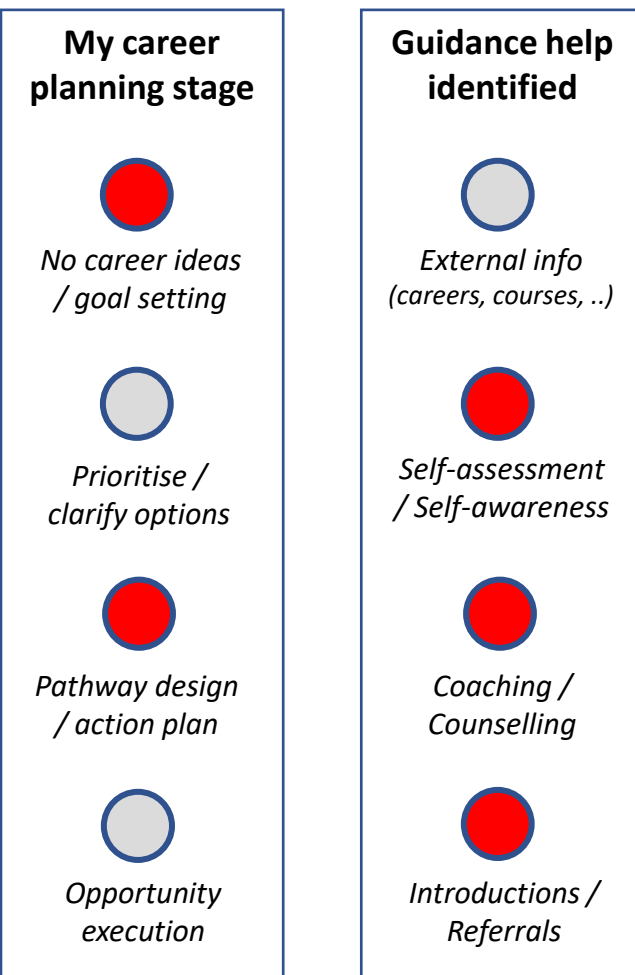 My career
planning stage
No career ideas
/ goal setting
Prioritise /
clarify options
Pathway design
/ action plan
Opportunity
execution
Guidance help
identified
External info
(careers, courses, ..)
Self-assessment
/ Self-awareness
Coaching /
Counselling
Introductions /
Referrals